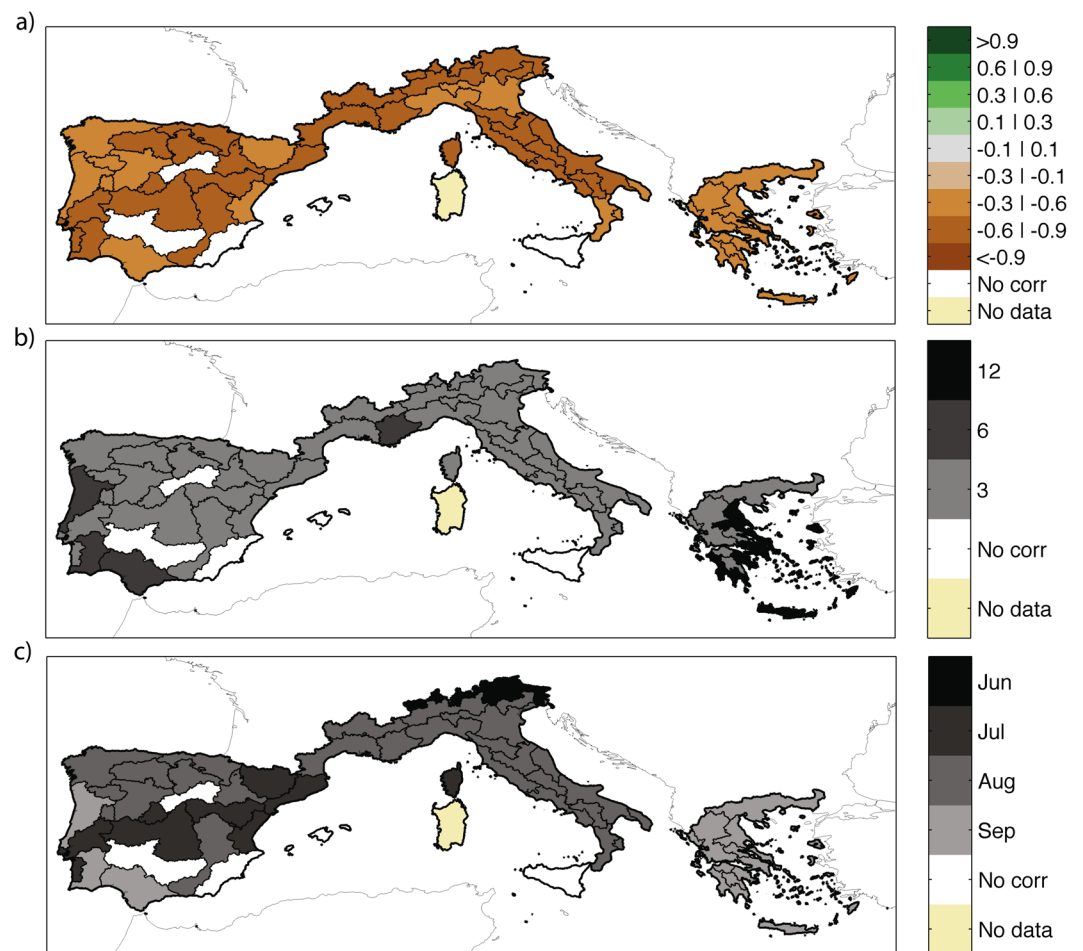 a)
>0.9
0.6 | 0.9
0.3 | 0.6
0.1 | 0.3
-0.1 | 0.1
-0.3 | -0.1
-0.3 | -0.6
-0.6 | -0.9
<-0.9
No corr
No data
b)
12
6
3
No corr
No data
c)
Jun
Jul
Aug
Sep
No corr
No data